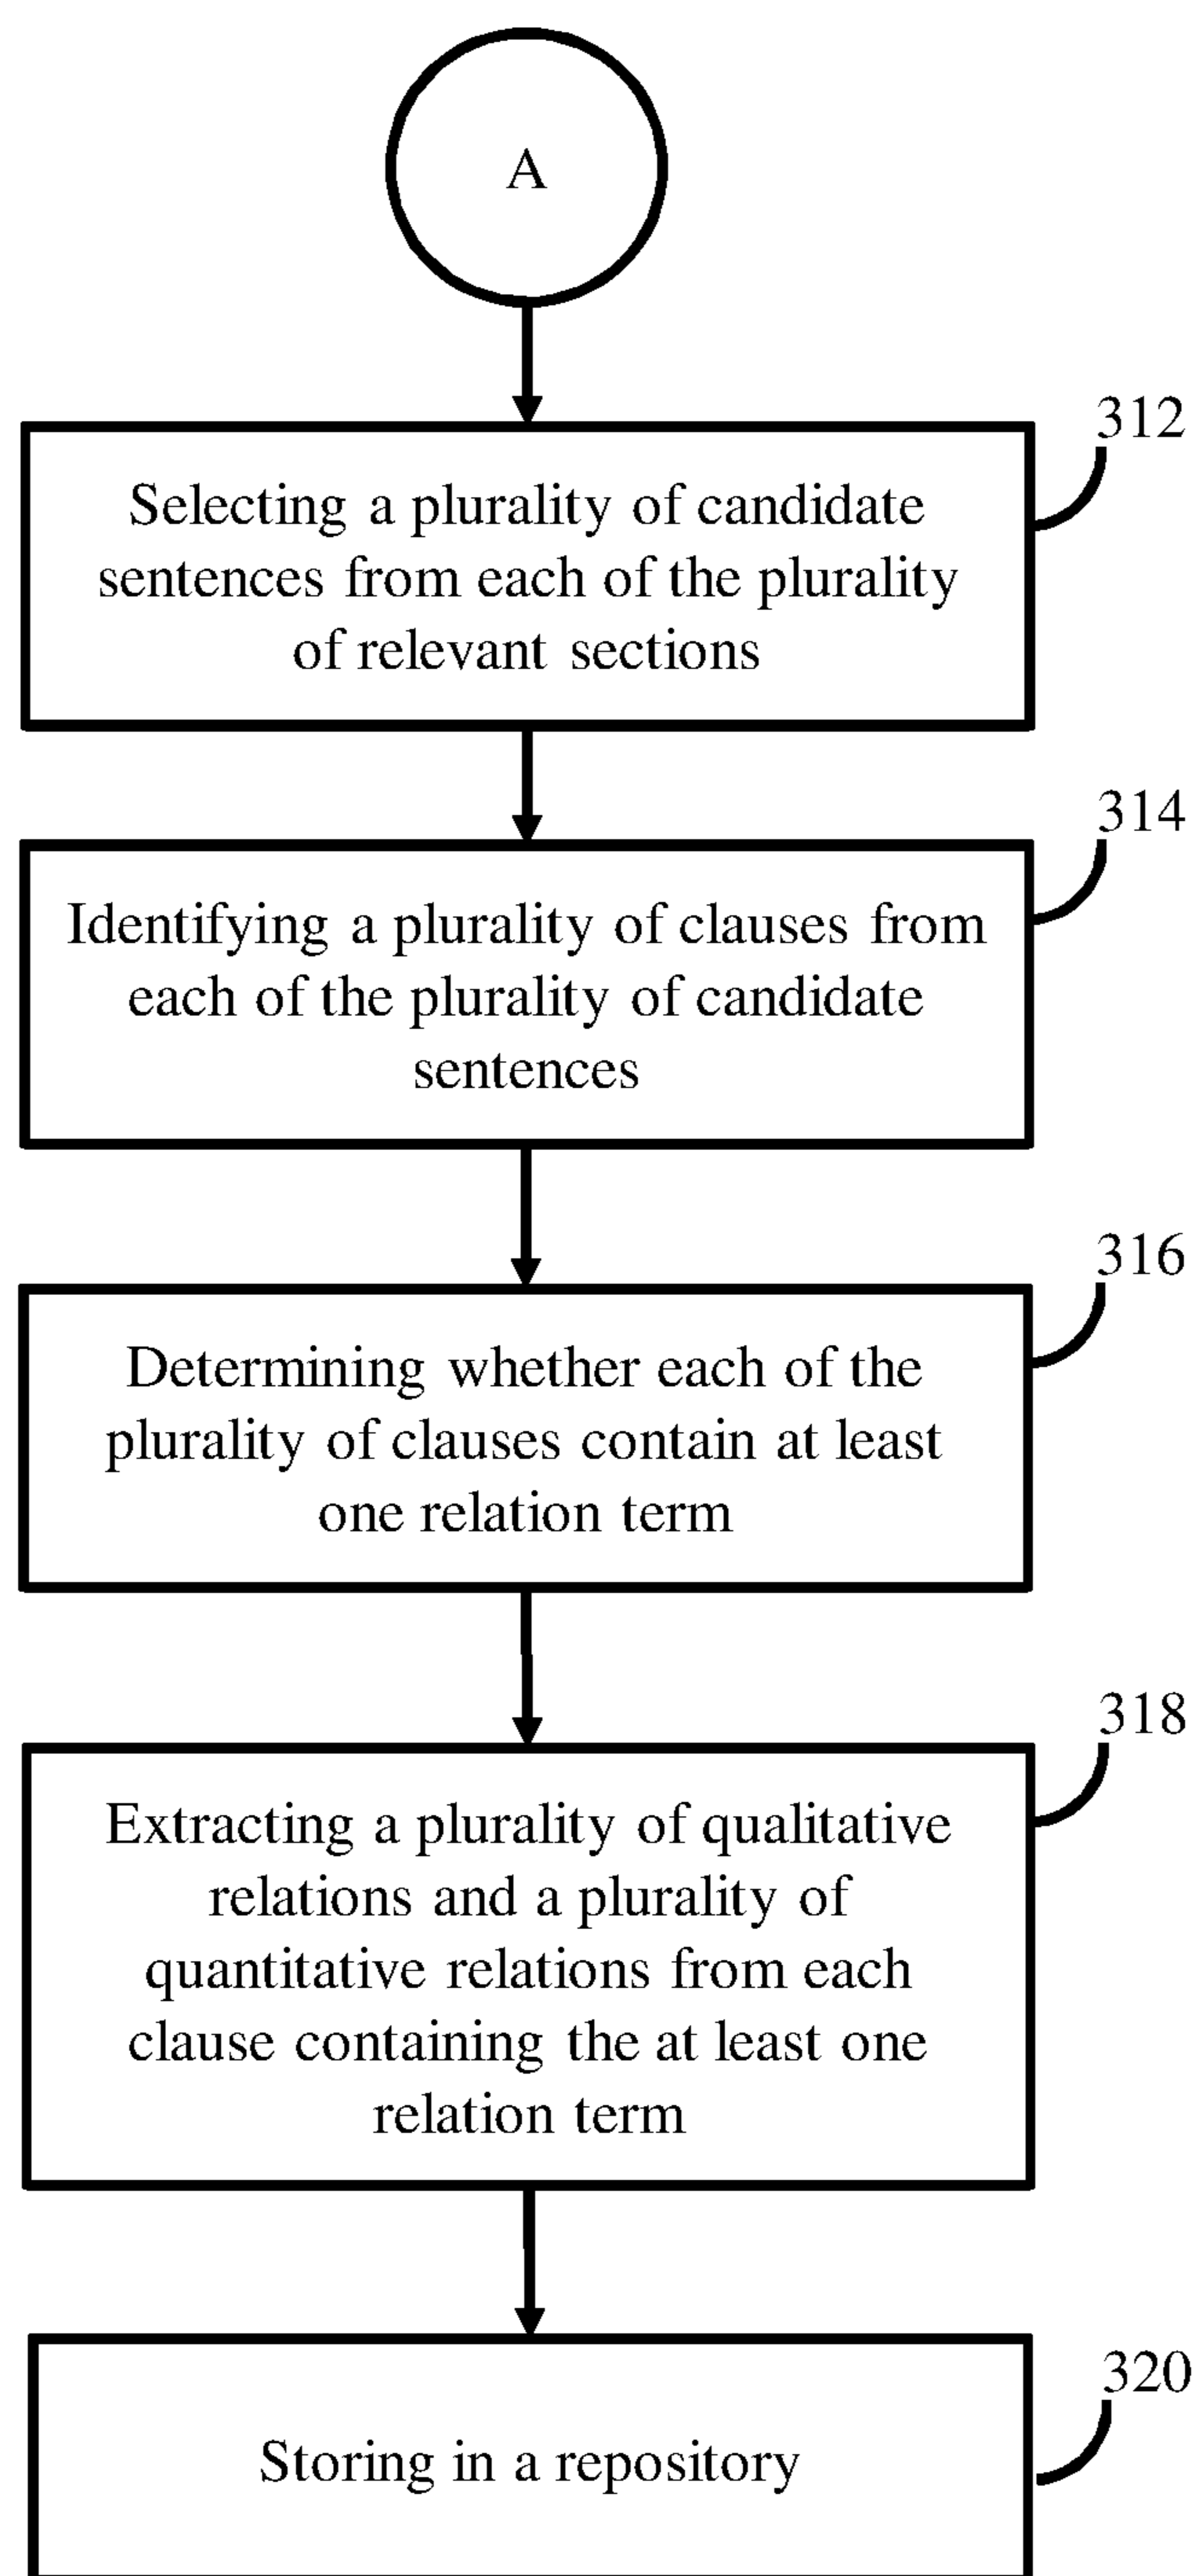 A
312
Selecting a plurality of candidate
sentences from each of the plurality
of relevant sections
314
Identifying a plurality of clauses from
each of the plurality of candidate
sentences
316
Determining whether each of the
plurality of clauses contain at least
one relation term
318
Extracting a plurality of qualitative
relations and a plurality of
quantitative relations from each
clause containing the at least one
relation term
320
Storing in a repository